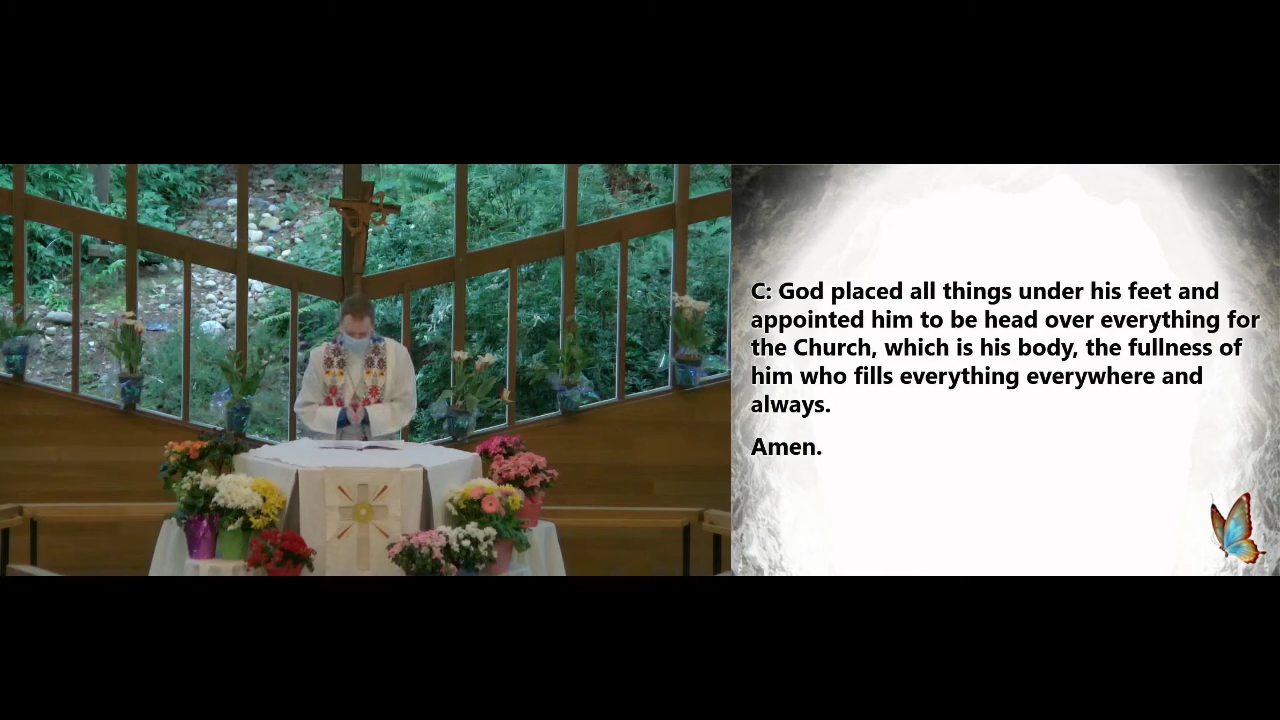 C: God placed all things under his feet and
appointed him to be head over everything for
the Church, which is his body, the fullness of
him who fills everything everywhere and
always.
Amen.